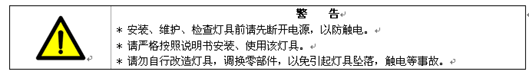 警 告
* 安装、维护、检查灯具前请先断开电源，以防触电。
* 请严格按照说明书安装、使用该灯具。
* 请勿自行改造灯具，调换零部件，以免引起灯具坠落，触电等事故。